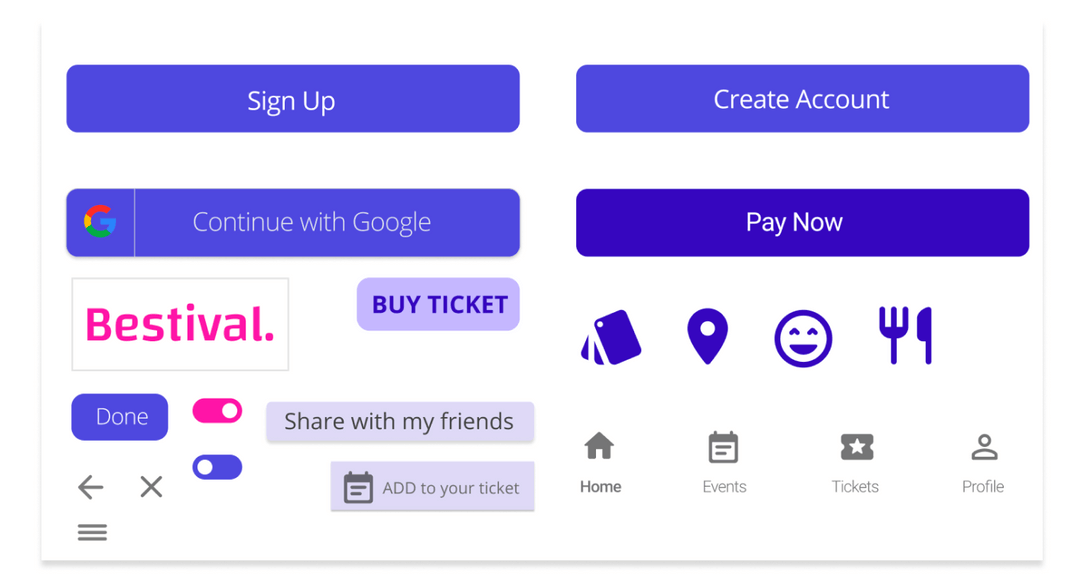 Sign Up
Create Account
Continue with Google
Pay Now
Bestival.
BUY TICKET
Done
Share with my friends
ADD to your ticket
Home
Events
Tickets
Profile